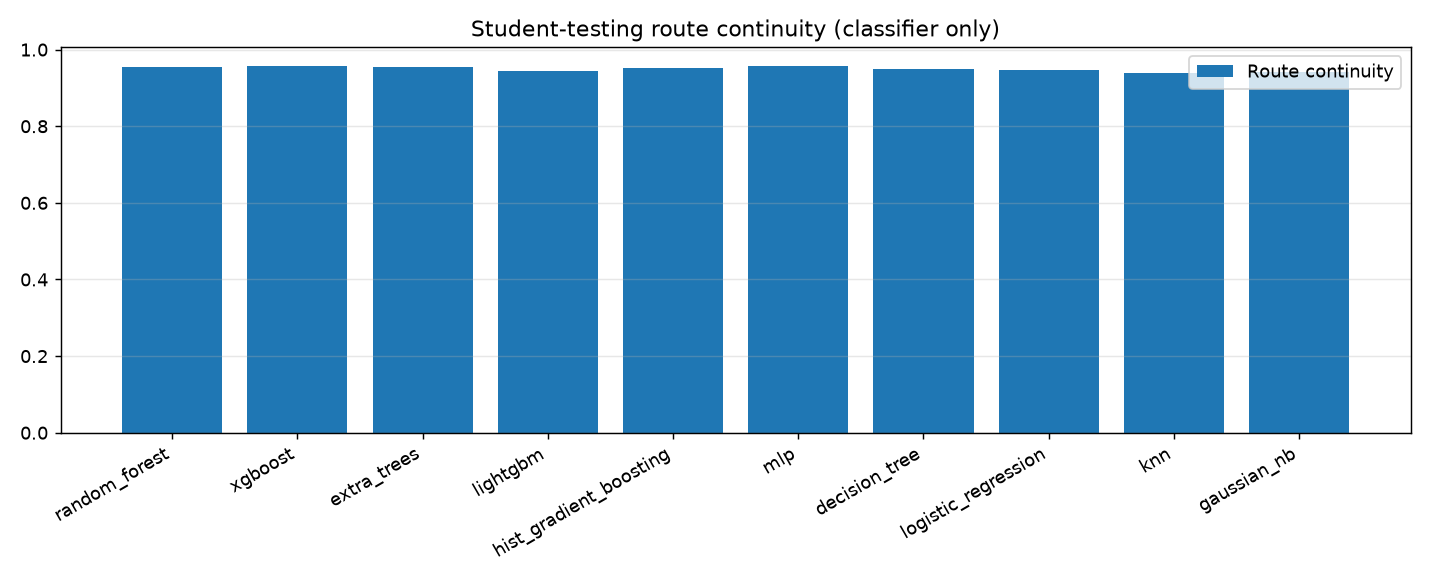 Student-testing route continuity (classifier only)
1.0
0.8
0.6
0.4
0.2
0.0
Route continuity
random_forest
xgboost
extra_trees
lightgbm
hist_gradient_boosting
mlp
decision_tree
logistic_regression
knn
gaussian_nb